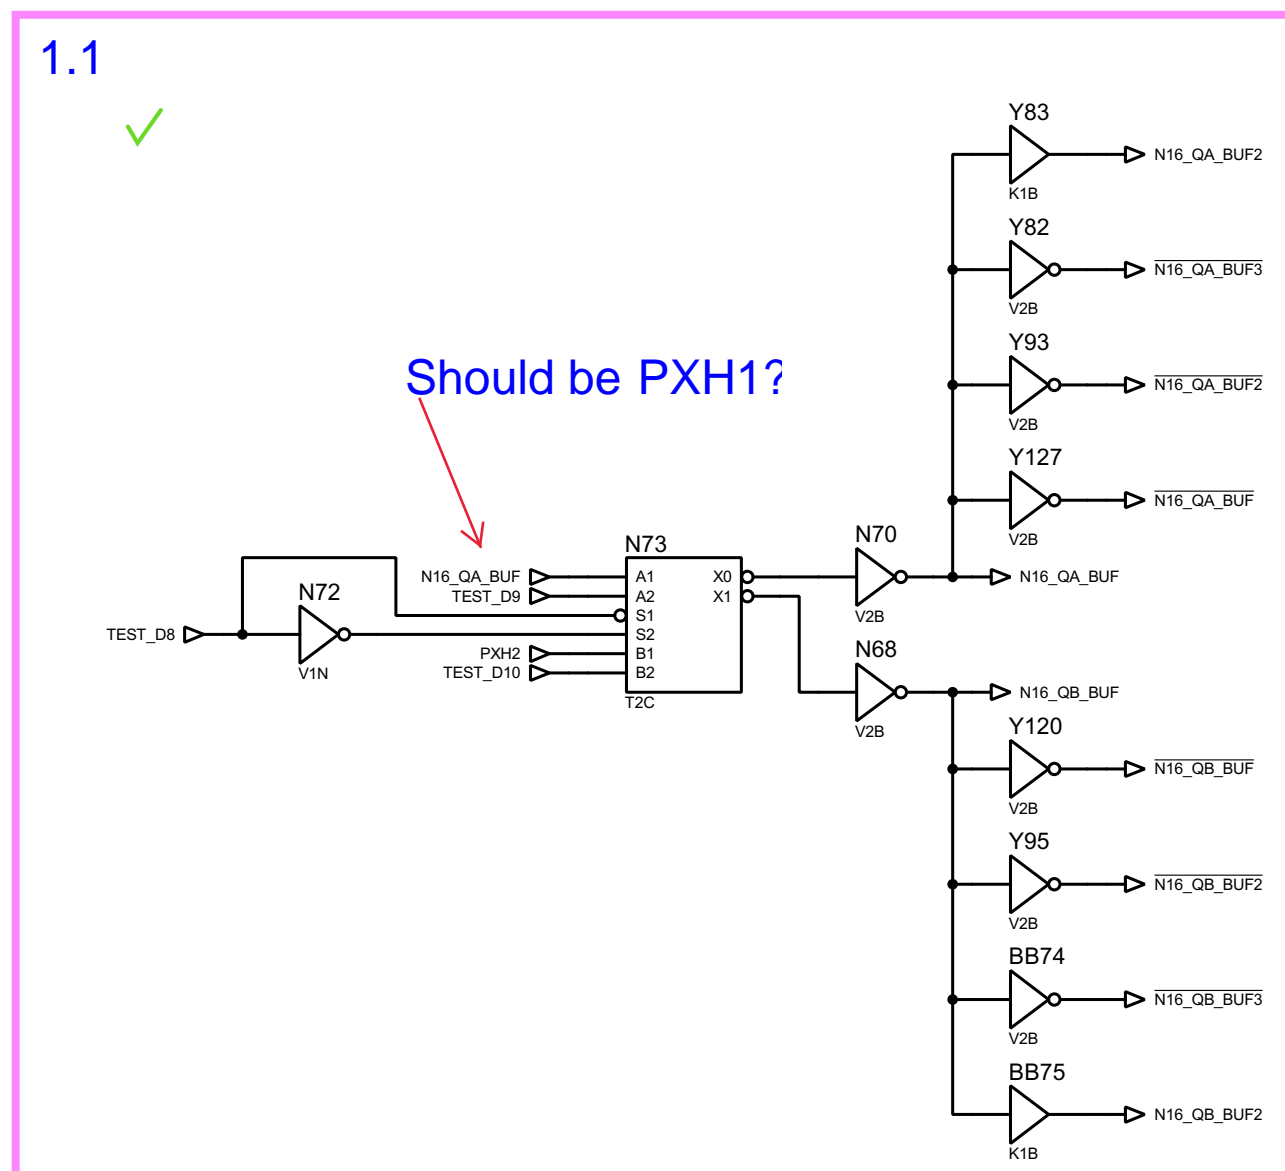 1.1
Y83
N16_QA_BUF2
K1B
Y82
N16_QA_BUF3
V2B
Y93
N16_QA_BUF2
V2B
Should be PXH1?
Y127
N16_QA_BUF
V2B
N73
N70
N16_QA_BUF
A1
X0
N16_QA_BUF
TEST_D9
A2
X1
N72
S1
V2B
TEST_D8
S2
V1N
PXH2
B1
N68
TEST_D10
B2
T2C
N16_QB_BUF
V2B
Y120
N16_QB_BUF
V2B
Y95
N16_QB_BUF2
V2B
BB74
N16_QB_BUF3
V2B
BB75
N16_QB_BUF2
K1B